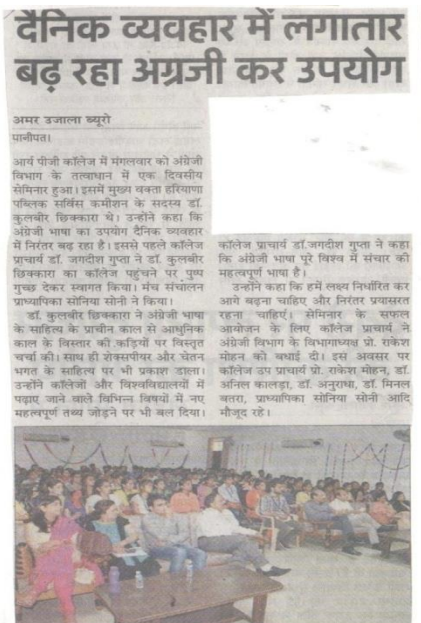 दैनिक व्यवहार में लगातार
बढ़ रहा अग्रजी कर उपयोग
अमर उजाला ब्यूरो
पानीपत।
आर्य पीजी कॉलेज में मंगलवार को अंग्रेजी
विभाग के तत्वाधान में एक दिवसीय
सेमिनार हुआ। इसमें मुख्य वक्ता हरियाणा
पब्लिक सर्विस कमीशन के सदस्य डॉ.
कुलबीर छिक्कारा थे। उन्होंने कहा कि
अंग्रेजी भाषा का उपयोग दैनिक व्यवहार
में निरंतर बढ़ रहा है। इससे पहले कॉलेज
प्राचार्य डॉ. जगदीश गुप्ता ने डॉ. कुलबीर
छिक्कारा का कॉलेज पहुंचने पर पुष्प
गुच्छ देकर स्वागत किया। मंच संचालन
प्राध्यापिका सोनिया सोनी ने किया।
डॉ. कुलबीर छिक्कारा ने अंग्रेजी भाषा
के साहित्य के प्राचीन काल से आधुनिक
काल के विस्तार की कड़ियों पर विस्तृत
चर्चा की। साथ ही शेक्सपीयर और चेतन
भगत के साहित्य पर भी प्रकाश डाला।
उन्होंने कॉलेजों और विश्वविद्यालयों में
पढ़ाए जाने वाले विभिन्न विषयों में नए
महत्वपूर्ण तथ्य जोड़ने पर भी बल दिया।
कॉलेज प्राचार्य डॉ.जगदीश गुप्ता ने कहा
कि अंग्रेजी भाषा पूरे विश्व में संचार की
महत्वपूर्ण भाषा है।
उन्होंने कहा कि हमें लक्ष्य निर्धारित कर
आगे बढ़ना चाहिए और निरंतर प्रयासरत
रहना चाहिएं। सेमिनार के सफल
आयोजन के लिए कॉलेज प्राचार्य ने
अंग्रेजी विभाग के विभागाध्यक्ष प्रो. राकेश
मोहन को बधाई दी। इस अवसर पर
कॉलेज उप प्राचार्य प्रो. राकेश मोहन, डॉ.
अनिल कालड़ा, डॉ. अनुराधा, डॉ. मिनल
बतरा, प्राध्यापिका सोनिया सोनी आदि
मौजूद रहे।